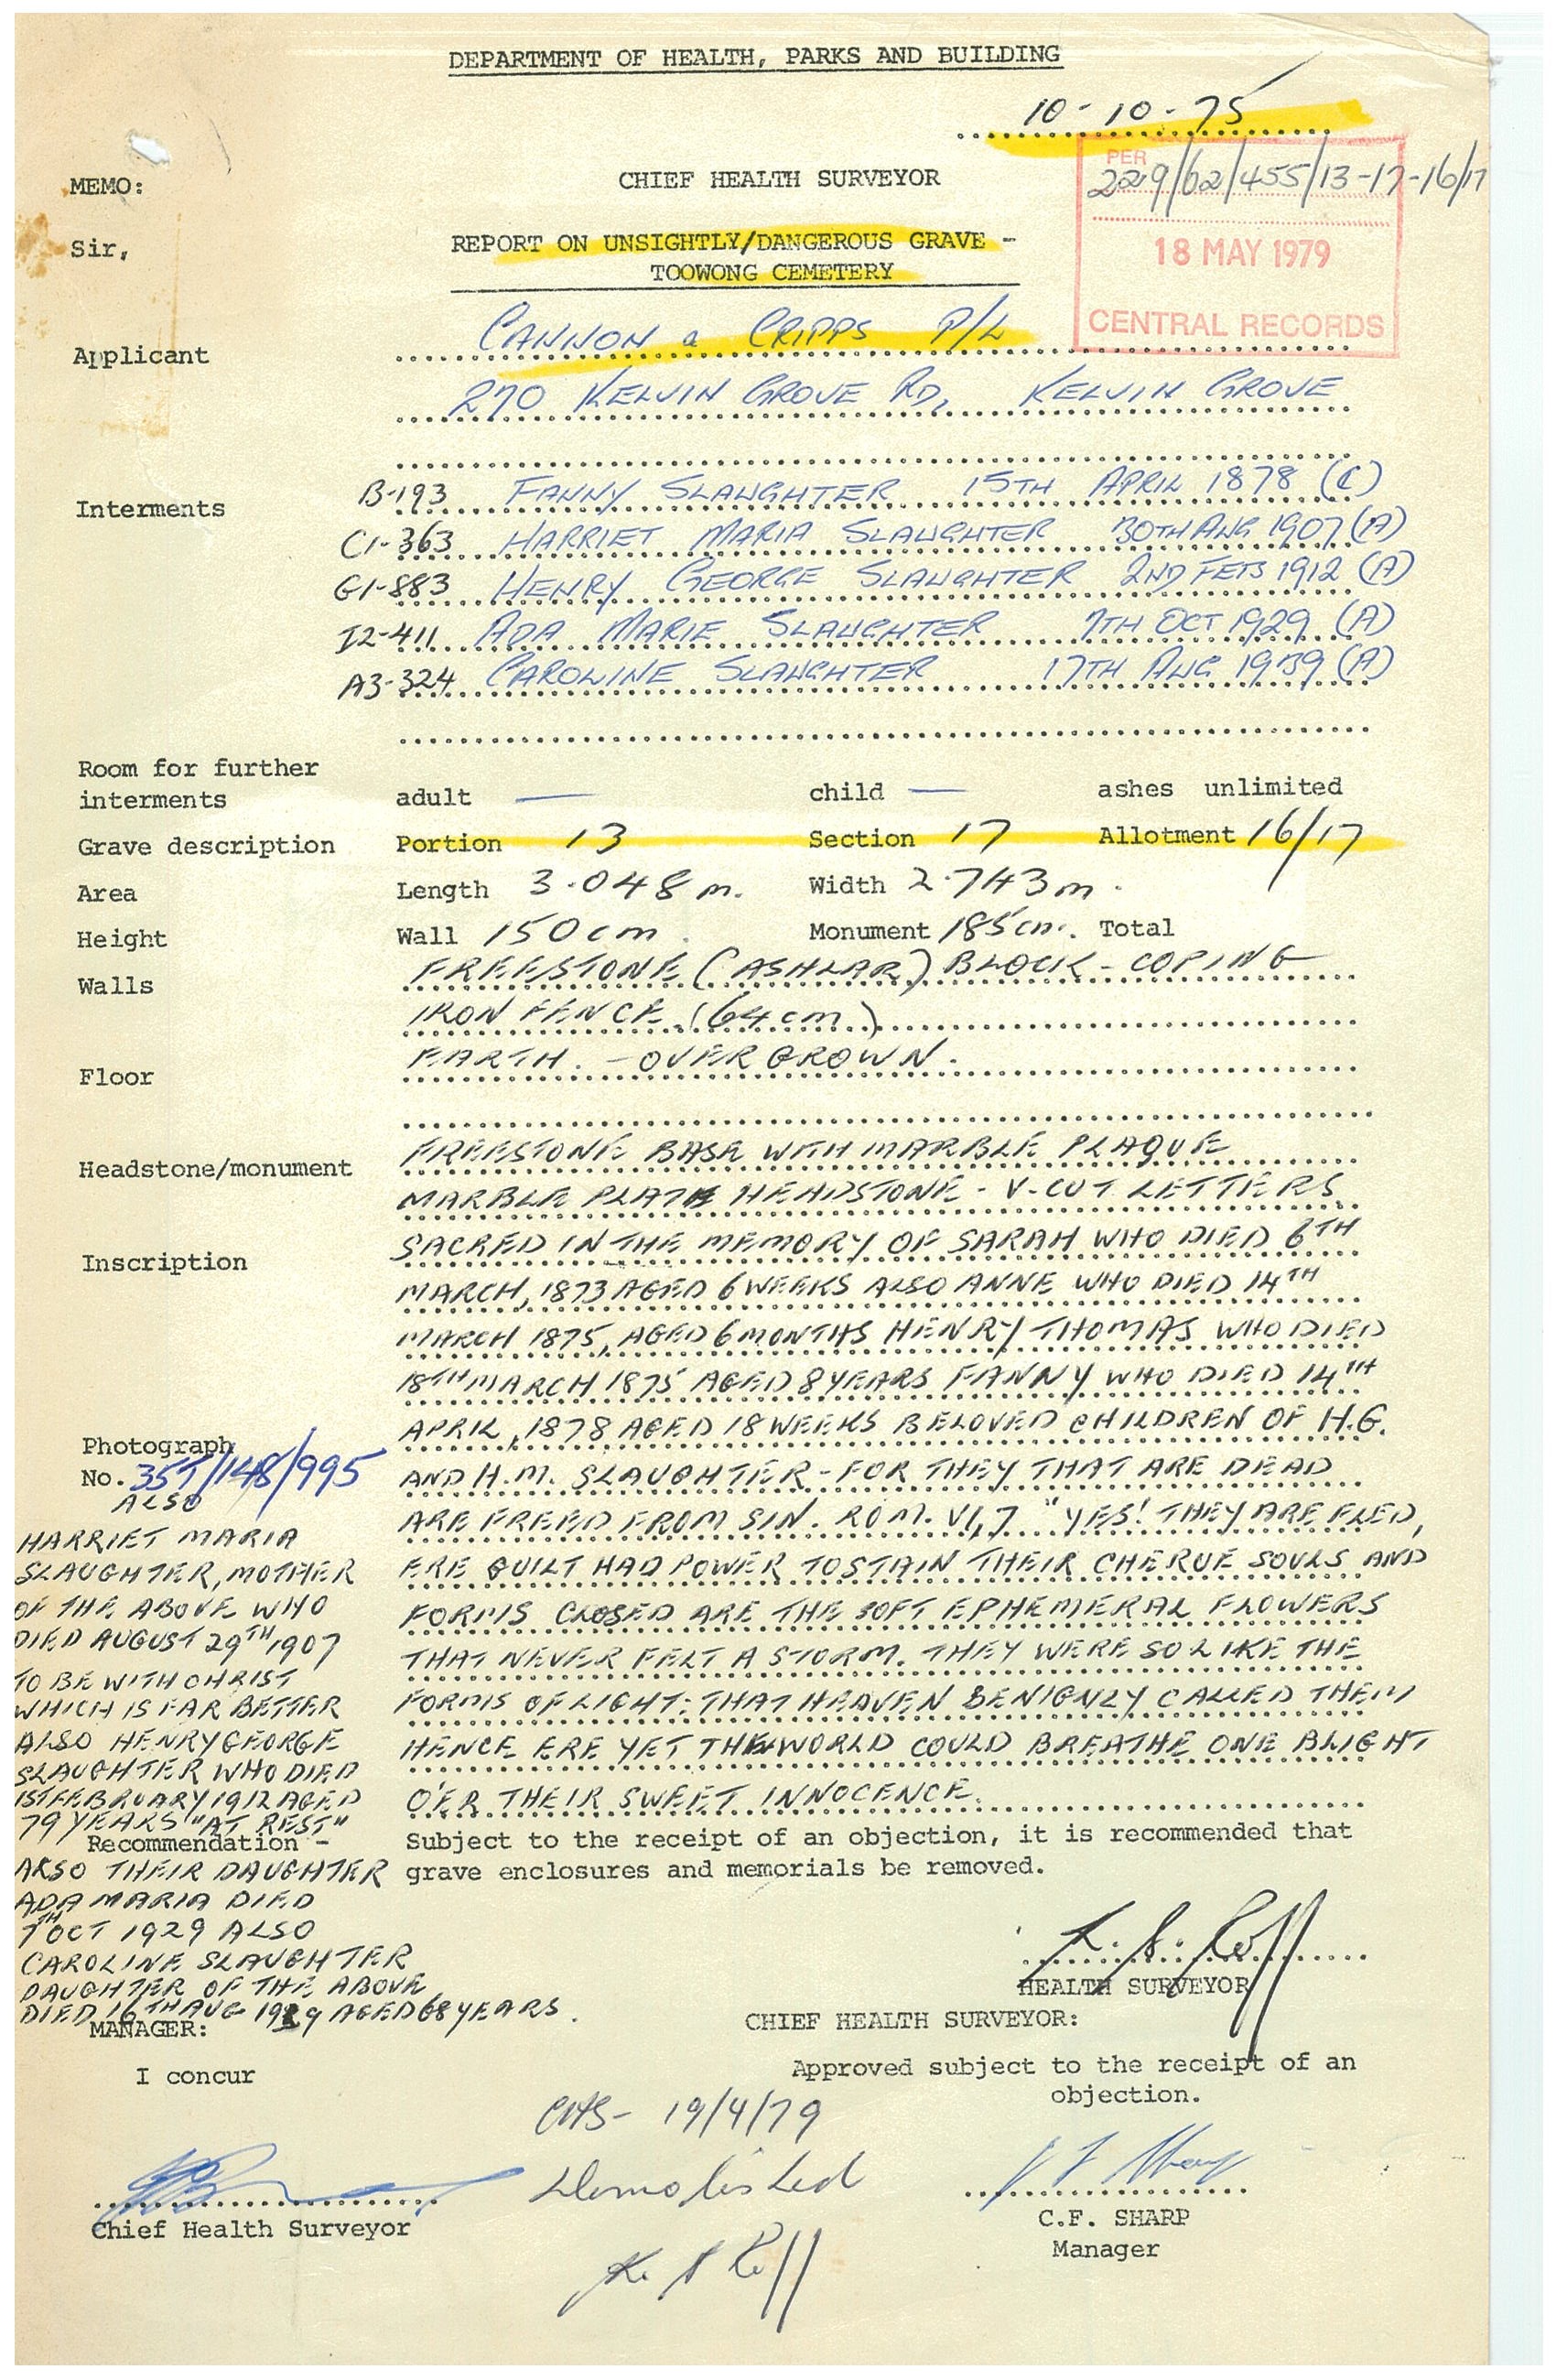 DEPARTMENT OF HEALTH, PARKS AND BUILDING
10-10-75
PER
229/62/455/13-17-16/17
18 MAY 1979
CENTRAL RECORDS
MEMO:
CHIEF HEALTH SURVEYOR
Sir,
REPORT ON UNSIGHTLY/DANGEROUS GRAVE -
TOOWONG CEMETERY
Applicant CANNON & CRIPPS P/L
270 KELVIN GROVE RD, KELVIN GROVE
Interments B-193 FANNY SLAUGHTER 15TH APRIL 1878 (C)
C1-363 HARRIET MARIA SLAUGHTER 30TH AUG 1907 (A)
G1-883 HENRY GEORGE SLAUGHTER 2ND FEB 1912 (A)
I2-411 ADA MARIE SLAUGHTER 7TH OCT 1929 (A)
A3-324 CAROLINE SLAUGHTER 17TH AUG 1939 (A)
Room for further
interments adult — child — ashes unlimited
Grave description Portion 13 Section 17 Allotment 16/17
Area Length 3.048 m. Width 2.743 m.
Height Wall 150 cm. Monument 185 cm. Total
Walls FREESTONE (ASHLAR) BLOCK - COPING
IRON FENCE (64 cm)
Floor EARTH. - OVERGROWN.
Headstone/monument FREESTONE BASE WITH MARBLE PLAQUE
MARBLE PLATE HEADSTONE - V-CUT LETTERS
Inscription SACRED IN THE MEMORY OF SARAH WHO DIED 6TH
MARCH, 1873 AGED 6 WEEKS ALSO ANNE WHO DIED 14TH
MARCH 1875, AGED 6 MONTHS HENRY THOMAS WHO DIED
18TH MARCH 1875 AGED 8 YEARS FANNY WHO DIED 14TH
APRIL, 1878 AGED 18 WEEKS BELOVED CHILDREN OF H.G.
AND H.M. SLAUGHTER - FOR THEY THAT ARE DEAD
ARE FREED FROM SIN. ROM. VI, 7 "YES! THEY ARE FLED,
ERE GUILT HAD POWER TO STAIN THEIR CHERUE SOULS AND
FORMS CLOSED ARE THE SOFT EPHEMERAL FLOWERS
THAT NEVER FELT A STORM. THEY WERE SO LIKE THE
FORMS OF LIGHT: THAT HEAVEN BENIGNLY CALLED THEM
HENCE ERE YET THE WORLD COULD BREATHE ONE BLIGHT
O'ER THEIR SWEET INNOCENCE.
Photograph
No. 357/148/995
ALSO
HARRIET MARIA
SLAUGHTER, MOTHER
OF THE ABOVE WHO
DIED AUGUST 29TH 1907
TO BE WITH CHRIST
WHICH IS FAR BETTER
ALSO HENRY GEORGE
SLAUGHTER WHO DIED
1ST FEBRUARY 1912 AGED
79 YEARS "AT REST"
Recommendation - Subject to the receipt of an objection, it is recommended that
grave enclosures and memorials be removed.
ALSO THEIR DAUGHTER
ADA MARIA DIED
7TH OCT 1929 ALSO
CAROLINE SLAUGHTER
DAUGHTER OF THE ABOVE
DIED 16TH AUG 1939 AGED 68 YEARS.
HEALTH SURVEYOR
MANAGER:
CHIEF HEALTH SURVEYOR:
I concur
Approved subject to the receipt of an
objection.
CHS- 19/4/79
Demolished
Chief Health Surveyor
C.F. SHARP
Manager
K. A. Roff